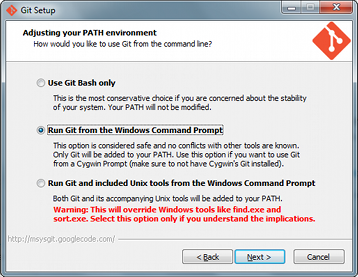 Git Setup
Adjusting your PATH environment
How would you like to use Git from the command line?
Use Git Bash only
This is the most conservative choice if you are concerned about the stability
of your system. Your PATH will not be modified.
Run Git from the Windows Command Prompt
This option is considered safe and no conflicts with other tools are known.
Only Git will be added to your PATH. Use this option if you want to use Git
from a Cygwin Prompt (make sure to not have Cygwin's Git installed).
Run Git and included Unix tools from the Windows Command Prompt
Both Git and its accompanying Unix tools will be added to your PATH.
Warning: This will override Windows tools like find.exe and
sort.exe. Select this option only if you understand the implications.
http://msysgit.googlecode.com/
< Back
Next >
Cancel